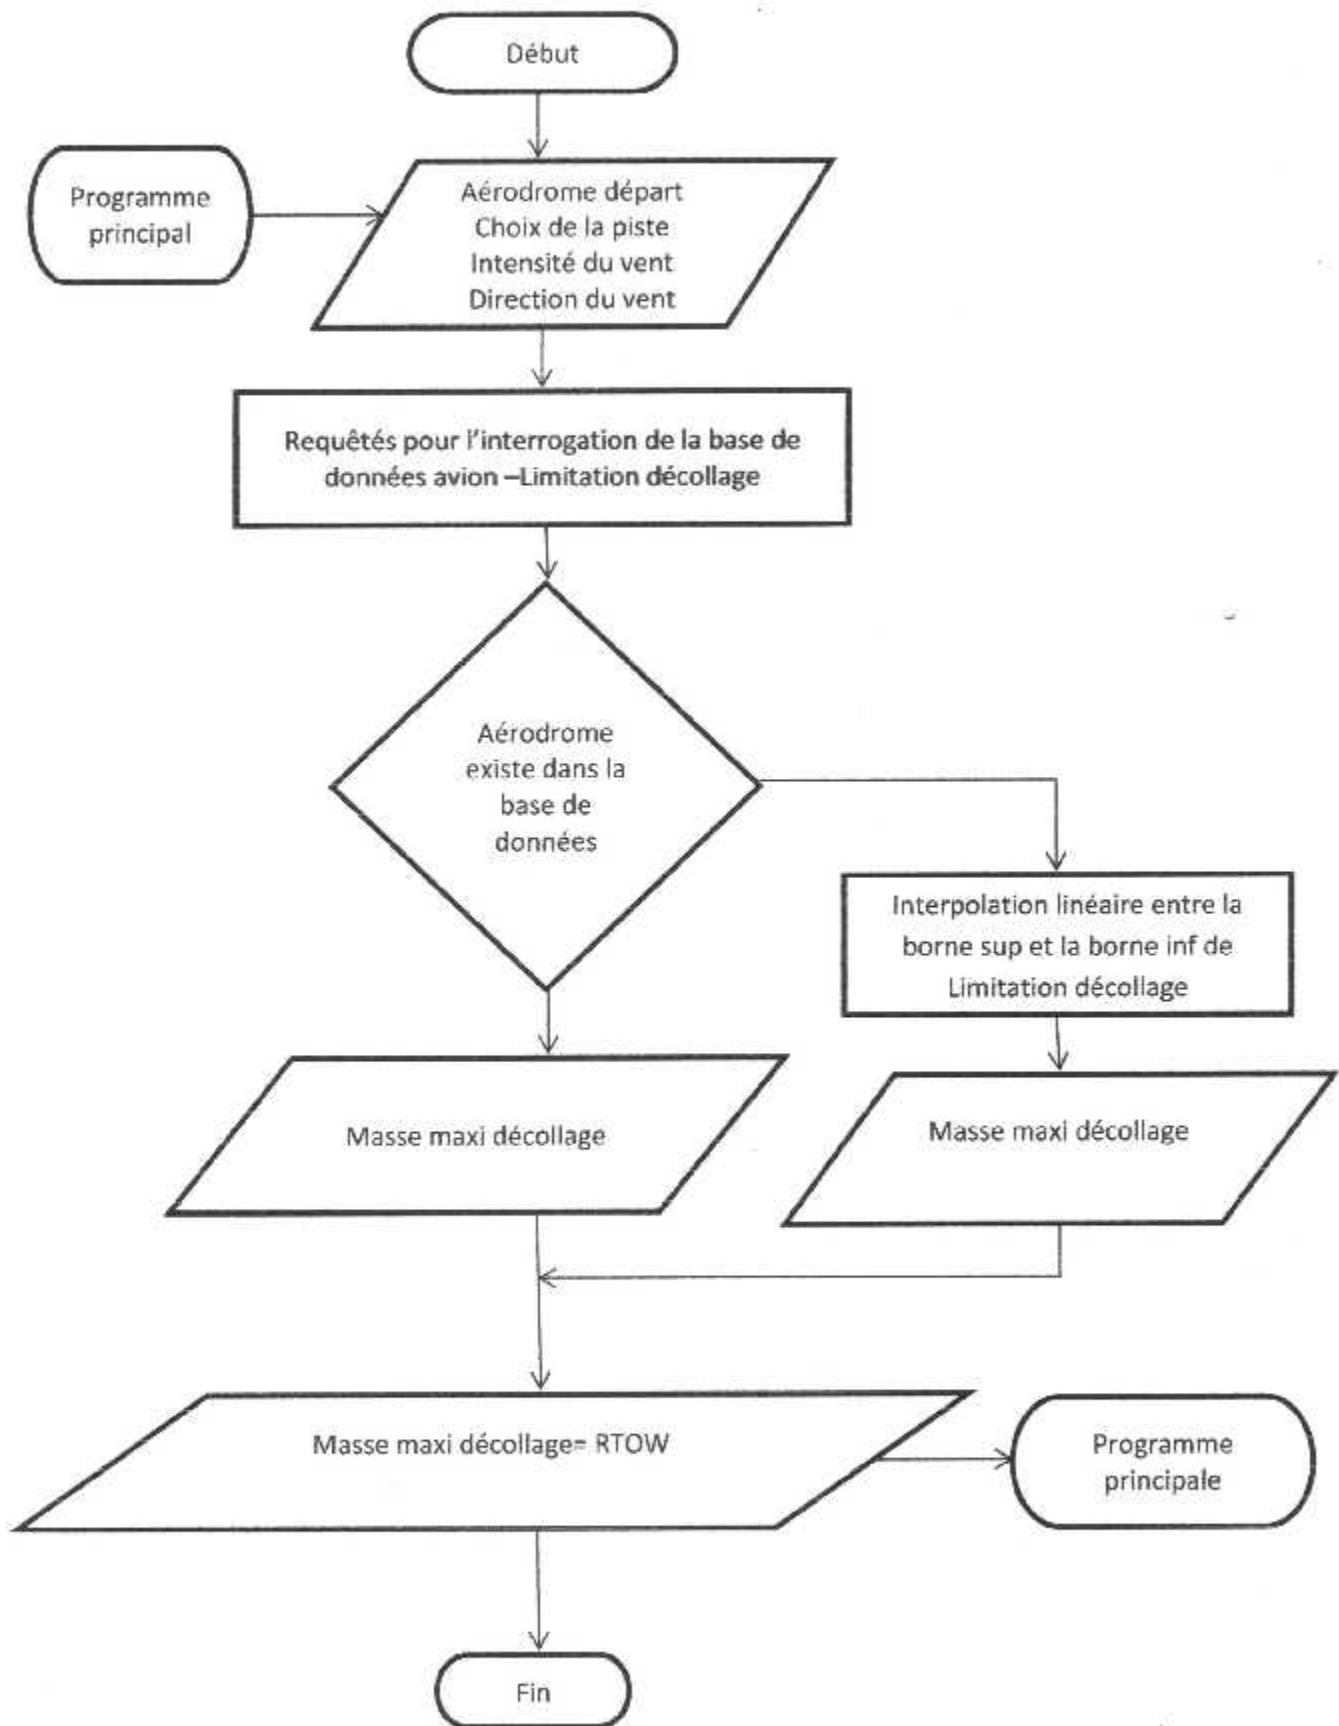 Début
Programme
principal
Aérodrome départ
Choix de la piste
Intensité du vent
Direction du vent
Requêtés pour l'interrogation de la base de
données avion –Limitation décollage
Aérodrome
existe dans la
base de
données
Interpolation linéaire entre la
borne sup et la borne inf de
Limitation décollage
Masse maxi décollage
Masse maxi décollage
Masse maxi décollage= RTOW
Programme
principale
Fin